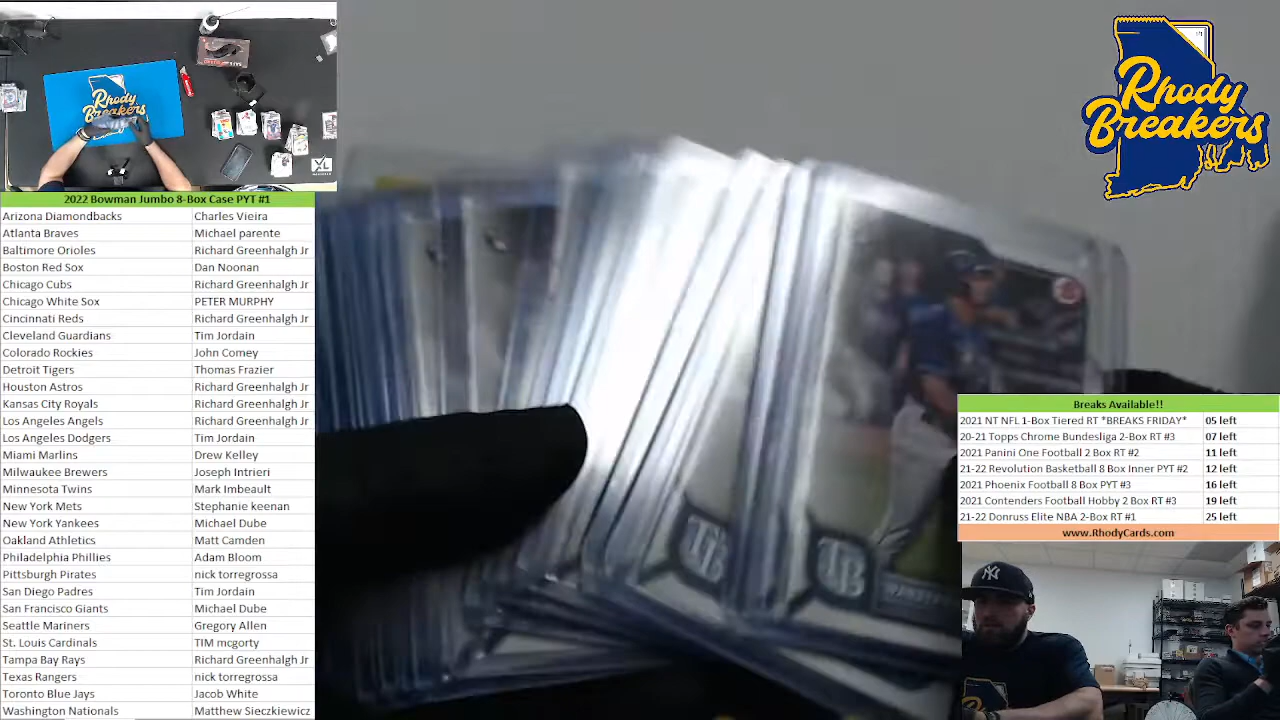 Rhody
Breakers
Rhody
Breakers
1/1
XL
2022 Bowman Jumbo 8-Box Case PYT #1
Arizona Diamondbacks Charles Vieira
Atlanta Braves Michael parente
Baltimore Orioles Richard Greenhalgh Jr
Boston Red Sox Dan Noonan
Chicago Cubs Richard Greenhalgh Jr
Chicago White Sox PETER MURPHY
Cincinnati Reds Richard Greenhalgh Jr
Cleveland Guardians Tim Jordain
Colorado Rockies John Comey
Detroit Tigers Thomas Frazier
Houston Astros Richard Greenhalgh Jr
Kansas City Royals Richard Greenhalgh Jr
Los Angeles Angels Richard Greenhalgh Jr
Los Angeles Dodgers Tim Jordain
Miami Marlins Drew Kelley
Milwaukee Brewers Joseph Intrieri
Minnesota Twins Mark Imbeault
New York Mets Stephanie keenan
New York Yankees Michael Dube
Oakland Athletics Matt Camden
Philadelphia Phillies Adam Bloom
Pittsburgh Pirates nick torregrossa
San Diego Padres Tim Jordain
San Francisco Giants Michael Dube
Seattle Mariners Gregory Allen
St. Louis Cardinals TIM mcgorty
Tampa Bay Rays Richard Greenhalgh Jr
Texas Rangers nick torregrossa
Toronto Blue Jays Jacob White
Washington Nationals Matthew Sieczkiewicz
TB
TB
Breaks Available!!
2021 NT NFL 1-Box Tiered RT *BREAKS FRIDAY* 05 left
20-21 Topps Chrome Bundesliga 2-Box RT #3 07 left
2021 Panini One Football 2 Box RT #2 11 left
21-22 Revolution Basketball 8 Box Inner PYT #2 12 left
2021 Phoenix Football 8 Box PYT #3 16 left
2021 Contenders Football Hobby 2 Box RT #3 19 left
21-22 Donruss Elite NBA 2-Box RT #1 25 left
www.RhodyCards.com